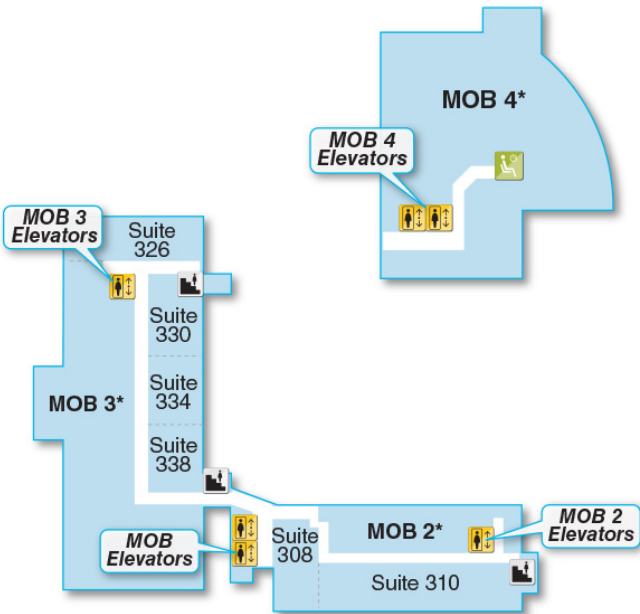 MOB 4*
MOB 4
Elevators
MOB 3
Elevators
Suite
326
Suite
330
Suite
334
MOB 3*
Suite
338
MOB
Elevators
Suite
308
MOB 2*
MOB 2
Elevators
Suite 310